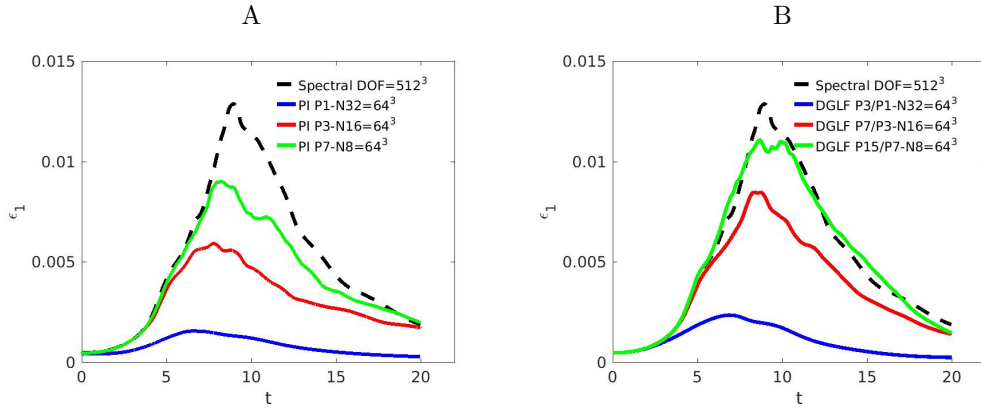 A
0.015
0.01
0.005
0
ϵ₁
0 5 10 15 20
t
Spectral DOF=512³
PI P1-N32=64³
PI P3-N16=64³
PI P7-N8=64³
B
0.015
0.01
0.005
0
ϵ₁
0 5 10 15 20
t
Spectral DOF=512³
DGLF P3/P1-N32=64³
DGLF P7/P3-N16=64³
DGLF P15/P7-N8=64³